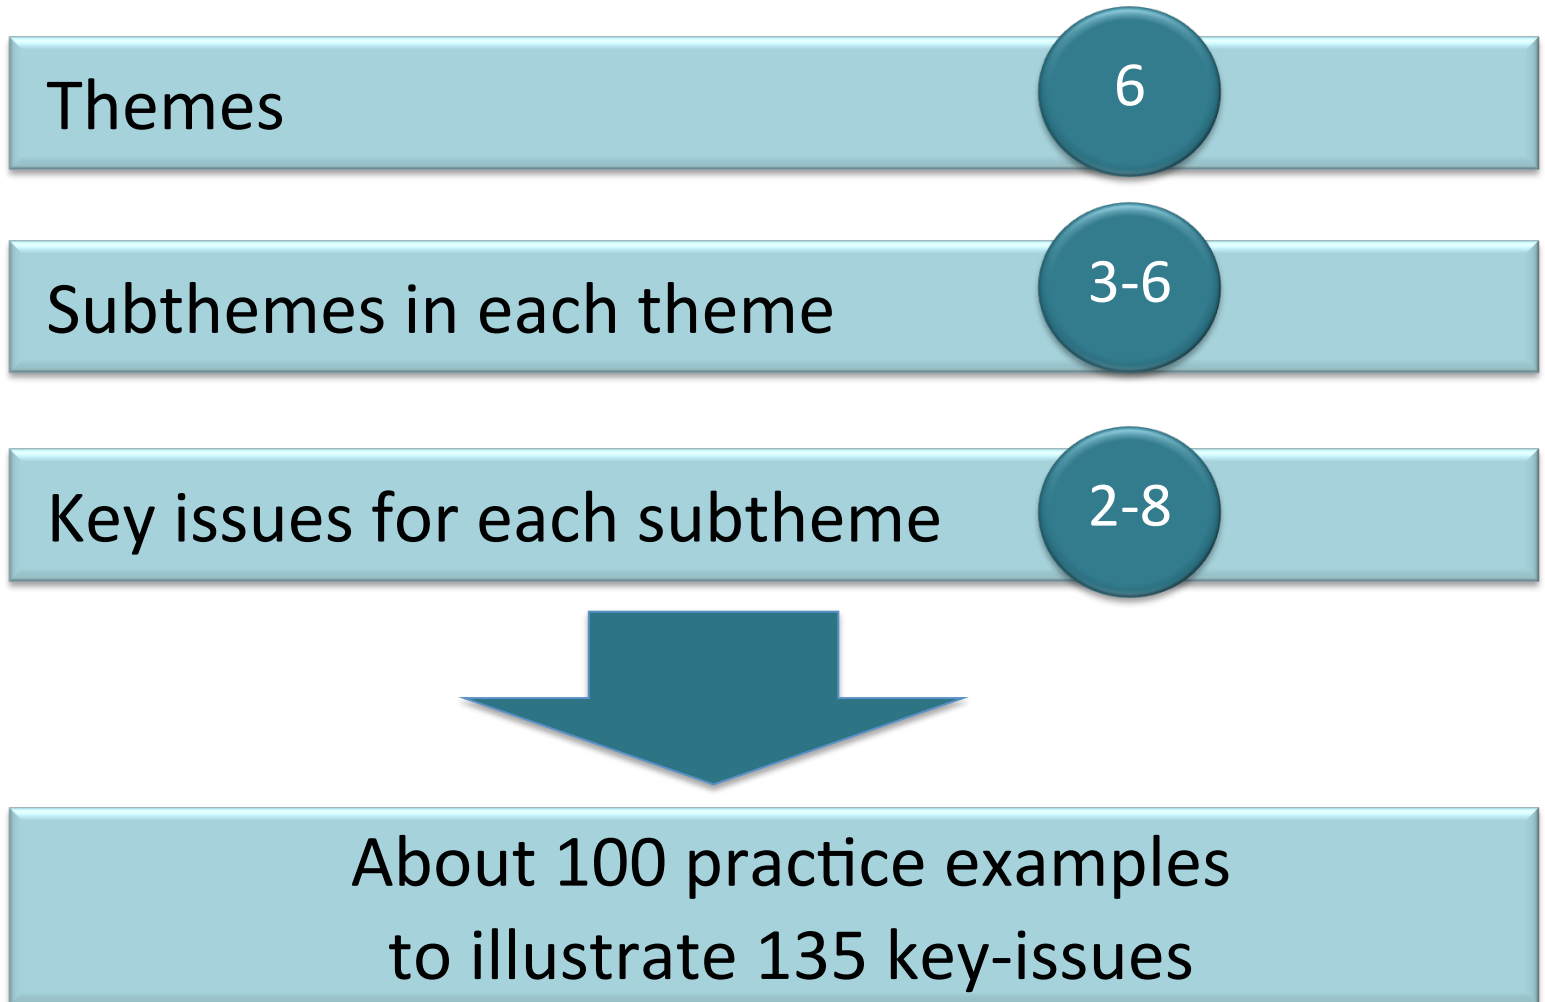 Themes
6
Subthemes in each theme
3-6
Key issues for each subtheme
2-8
About 100 practice examples
to illustrate 135 key-issues